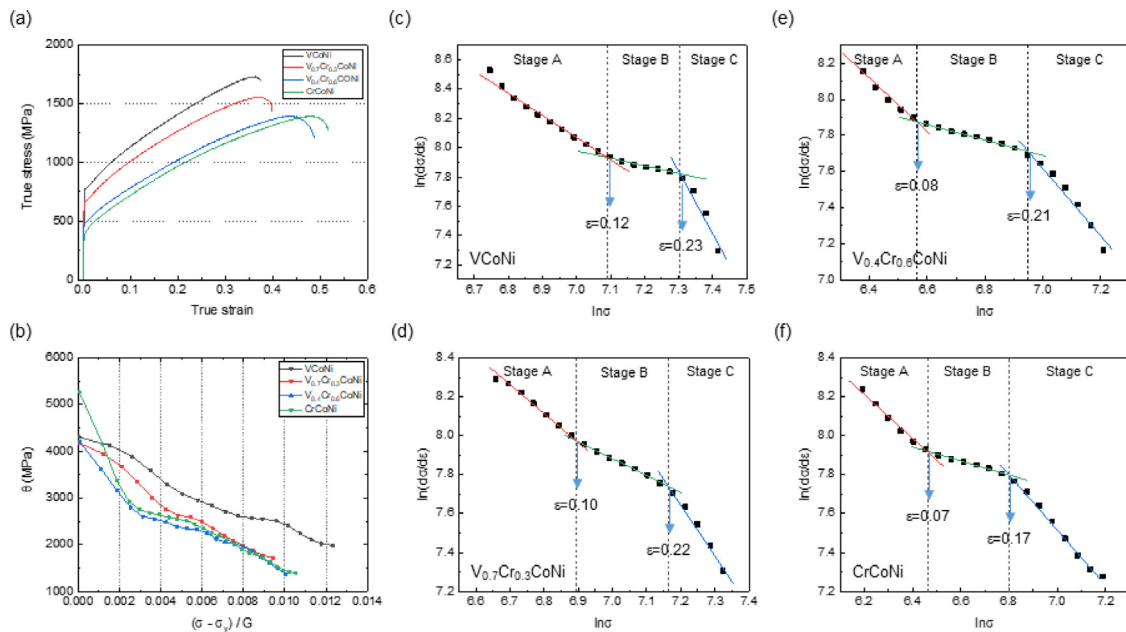 (a)
2000
1500
1000
500
0
0.0 0.1 0.2 0.3 0.4 0.5 0.6
True stress (MPa)
True strain
VCoNi
V0.7Cr0.3CoNi
V0.4Cr0.6CONi
CrCoNi
(b)
6000
5000
4000
3000
2000
1000
0.000 0.002 0.004 0.006 0.008 0.010 0.012 0.014
θ (MPa)
(σ - σy) / G
VCoNi
V0.7Cr0.3CoNi
V0.4Cr0.6CoNi
CrCoNi
(c)
Stage A Stage B Stage C
8.6
8.4
8.2
8.0
7.8
7.6
7.4
7.2
6.7 6.8 6.9 7.0 7.1 7.2 7.3 7.4 7.5
ln(dσ/dε)
lnσ
ε=0.12
ε=0.23
VCoNi
(d)
Stage A Stage B Stage C
8.4
8.2
8.0
7.8
7.6
7.4
7.2
6.6 6.7 6.8 6.9 7.0 7.1 7.2 7.3 7.4
ln(dσ/dε)
lnσ
ε=0.10
ε=0.22
V0.7Cr0.3CoNi
(e)
Stage A Stage B Stage C
8.2
8.0
7.8
7.6
7.4
7.2
7.0
6.4 6.6 6.8 7.0 7.2
ln(dσ/dε)
lnσ
ε=0.08
ε=0.21
V0.4Cr0.6CoNi
(f)
Stage A Stage B Stage C
8.4
8.2
8.0
7.8
7.6
7.4
7.2
6.2 6.4 6.6 6.8 7.0 7.2
ln(dσ/dε)
lnσ
ε=0.07
ε=0.17
CrCoNi